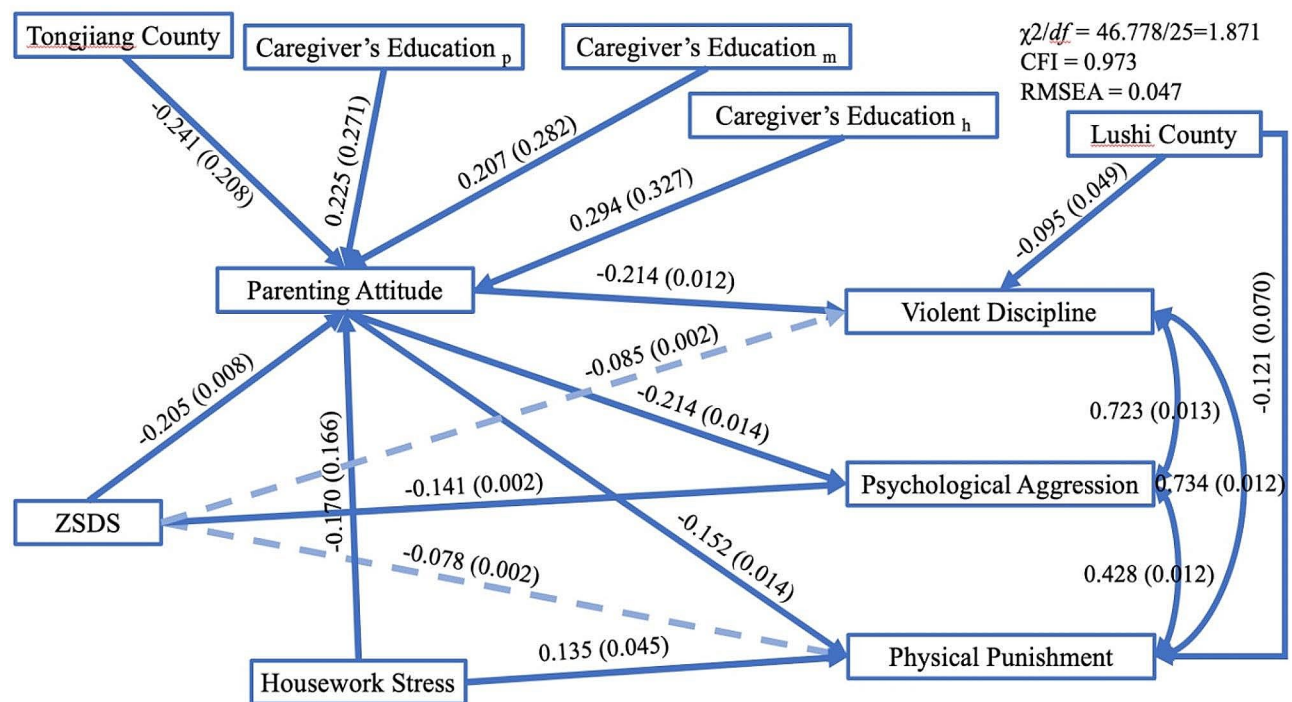 Tongjiang County
Caregiver's Education p
Caregiver's Education m
Caregiver's Education h
χ2/df = 46.778/25=1.871
CFI = 0.973
RMSEA = 0.047
Lushi County
-0.241 (0.208)
0.225 (0.271)
0.207 (0.282)
0.294 (0.327)
-0.095 (0.049)
Parenting Attitude
-0.214 (0.012)
Violent Discipline
-0.121 (0.070)
-0.085 (0.002)
-0.205 (0.008)
-0.214 (0.014)
0.723 (0.013)
-0.170 (0.166)
-0.141 (0.002)
Psychological Aggression
0.734 (0.012)
ZSDS
-0.078 (0.002)
-0.152 (0.014)
0.428 (0.012)
0.135 (0.045)
Physical Punishment
Housework Stress